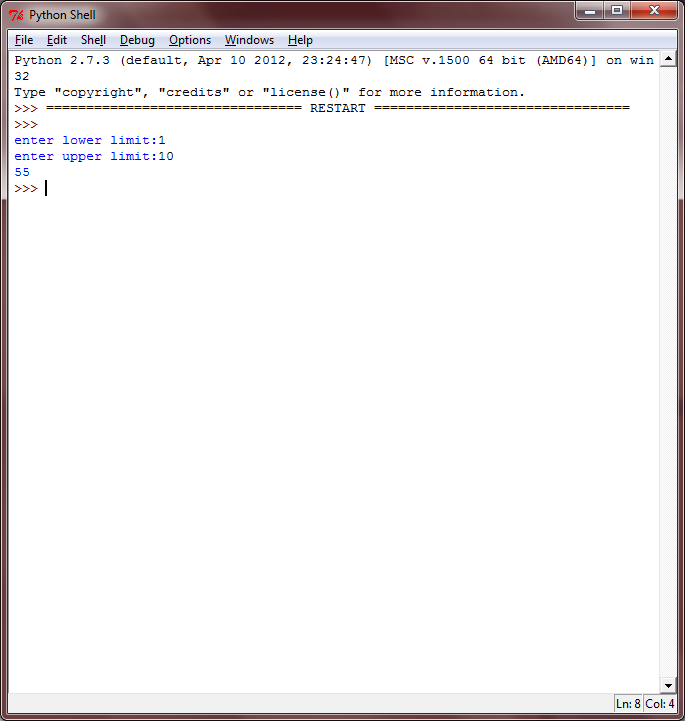 Python Shell
File Edit Shell Debug Options Windows Help
Python 2.7.3 (default, Apr 10 2012, 23:24:47) [MSC v.1500 64 bit (AMD64)] on win
32
Type "copyright", "credits" or "license()" for more information.
>>> ================================ RESTART ================================
>>>
enter lower limit:1
enter upper limit:10
55
>>>
Ln: 8 Col: 4